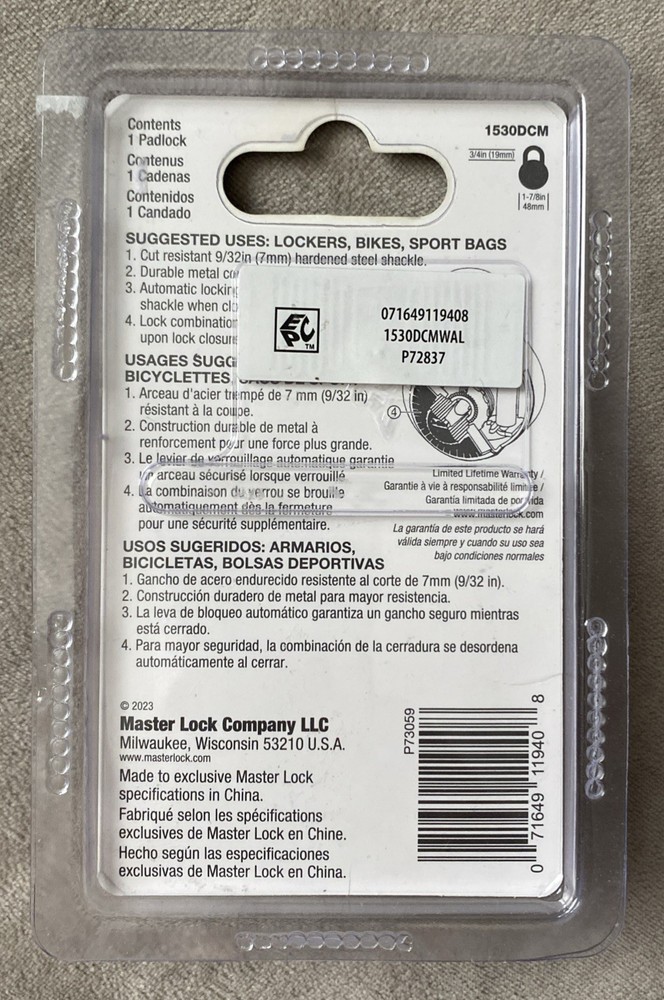 Contents
1 Padlock
Contenus
1 Cadenas
Contenidos
1 Candado
1530DCM
3/4in (19mm)
1-7/8in
48mm
SUGGESTED USES: LOCKERS, BIKES, SPORT BAGS
1. Cut resistant 9/32in (7mm) hardened steel shackle.
2. Durable metal
3. Automatic locking
shackle when
4. Lock combination
upon locl closure
EPC TM
071649119408
1530DCMWAL
P72837
USAGES SUGG
BICYCLETTES,
1. Arceau d'acier trempé de 7 mm (9/32 in)
résistant à la coupe.
2. Construction durable de métal à
renforcement pour une force plus grande.
3. Le levier de verrouillage automatique garantie
un arceau sécurisé lorsque verrouillé
4. La combinaison du verrou se brouille
automatiquement dès la fermeture
pour une sécurité supplémentaire.
4
Limited Lifetime Warranty /
Garantie à vie à responsabilité limitée /
Garantía limitada de por vida
www.masterlock.com
La garantía de este producto se hará
válida siempre y cuando su uso sea
bajo condiciones normales
USOS SUGERIDOS: ARMARIOS,
BICICLETAS, BOLSAS DEPORTIVAS
1. Gancho de acero endurecido resistente al corte de 7mm (9/32 in).
2. Construcción duradero de metal para mayor resistencia.
3. La leva de bloqueo automático garantiza un gancho seguro mientras
está cerrado.
4. Para mayor seguridad, la combinación de la cerradura se desordena
automáticamente al cerrar.
© 2023
Master Lock Company LLC
Milwaukee, Wisconsin 53210 U.S.A.
www.masterlock.com
Made to exclusive Master Lock
specifications in China.
Fabriqué selon les spécifications
exclusives de Master Lock en Chine.
Hecho según las especificaciones
exclusivas de Master Lock en China.
P73059
0 71649 11940 8